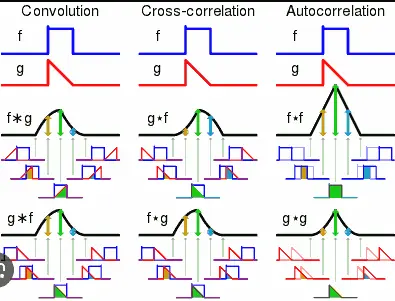 Convolution Cross-correlation Autocorrelation
f f f
g g g
f∗g g⋆f f⋆f
g∗f f⋆g g⋆g